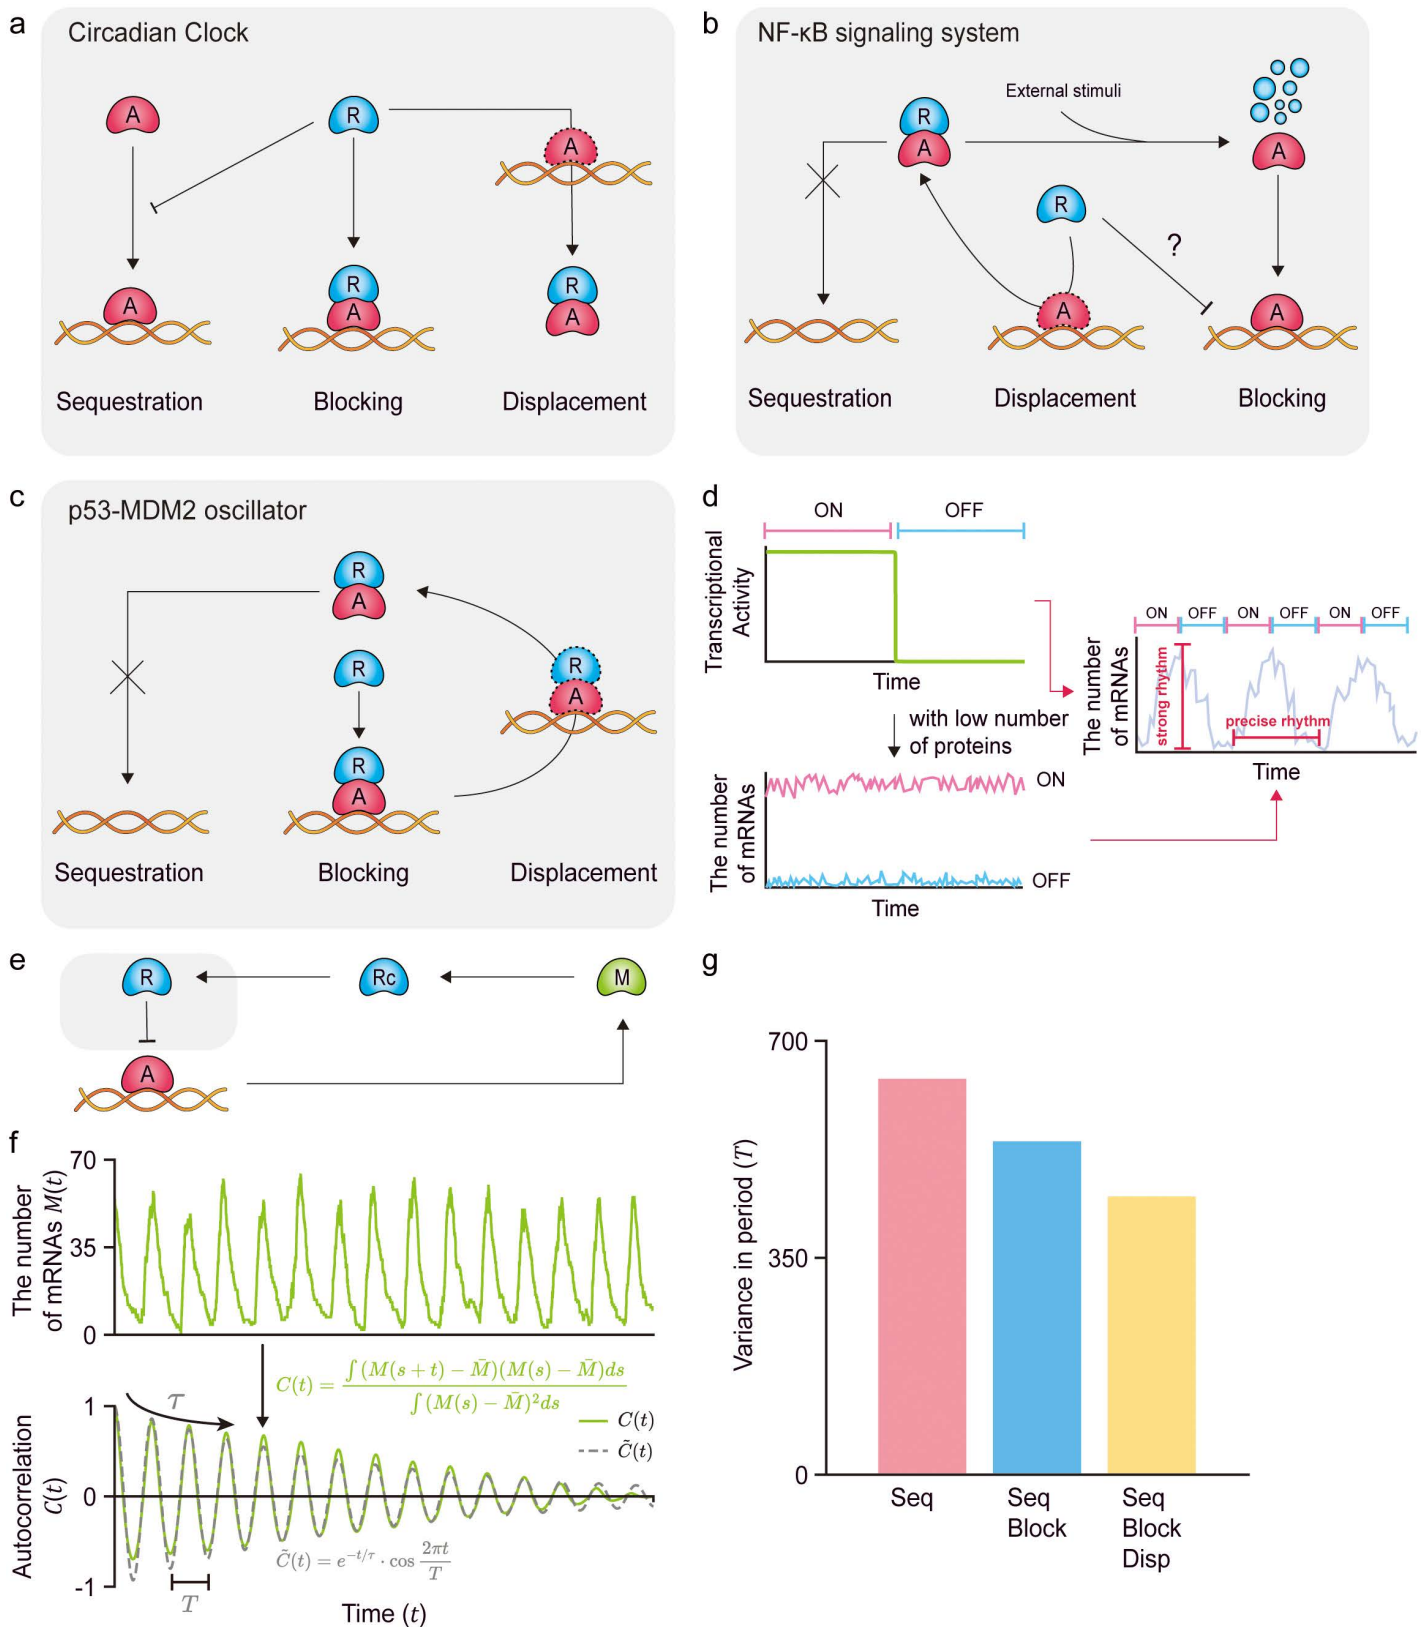 a
Circadian Clock
A
R
A
R
A
A
R
A
Sequestration
Blocking
Displacement
b
NF-κB signaling system
External stimuli
R
A
A
R
?
A
A
Sequestration
Displacement
Blocking
c
p53-MDM2 oscillator
R
A
R
R
A
R
A
Sequestration
Blocking
Displacement
d
ON
OFF
Transcriptional
Activity
Time
with low number
of proteins
The number
of mRNAs
ON
OFF
Time
ON
OFF
ON
OFF
ON
OFF
The number
of mRNAs
strong rhythm
precise rhythm
Time
e
R
Rc
M
A
f
70
35
0
The number
of mRNAs M(t)
C(t) = ∫(M(s + t) − M̄)(M(s) − M̄)ds / ∫(M(s) − M̄)²ds
1
0
-1
Autocorrelation
C(t)
τ
C(t)
C̃(t)
C̃(t) = e^{−t/τ} · cos 2πt/T
T
Time (t)
g
700
350
0
Variance in period (T)
Seq
Seq
Block
Seq
Block
Disp